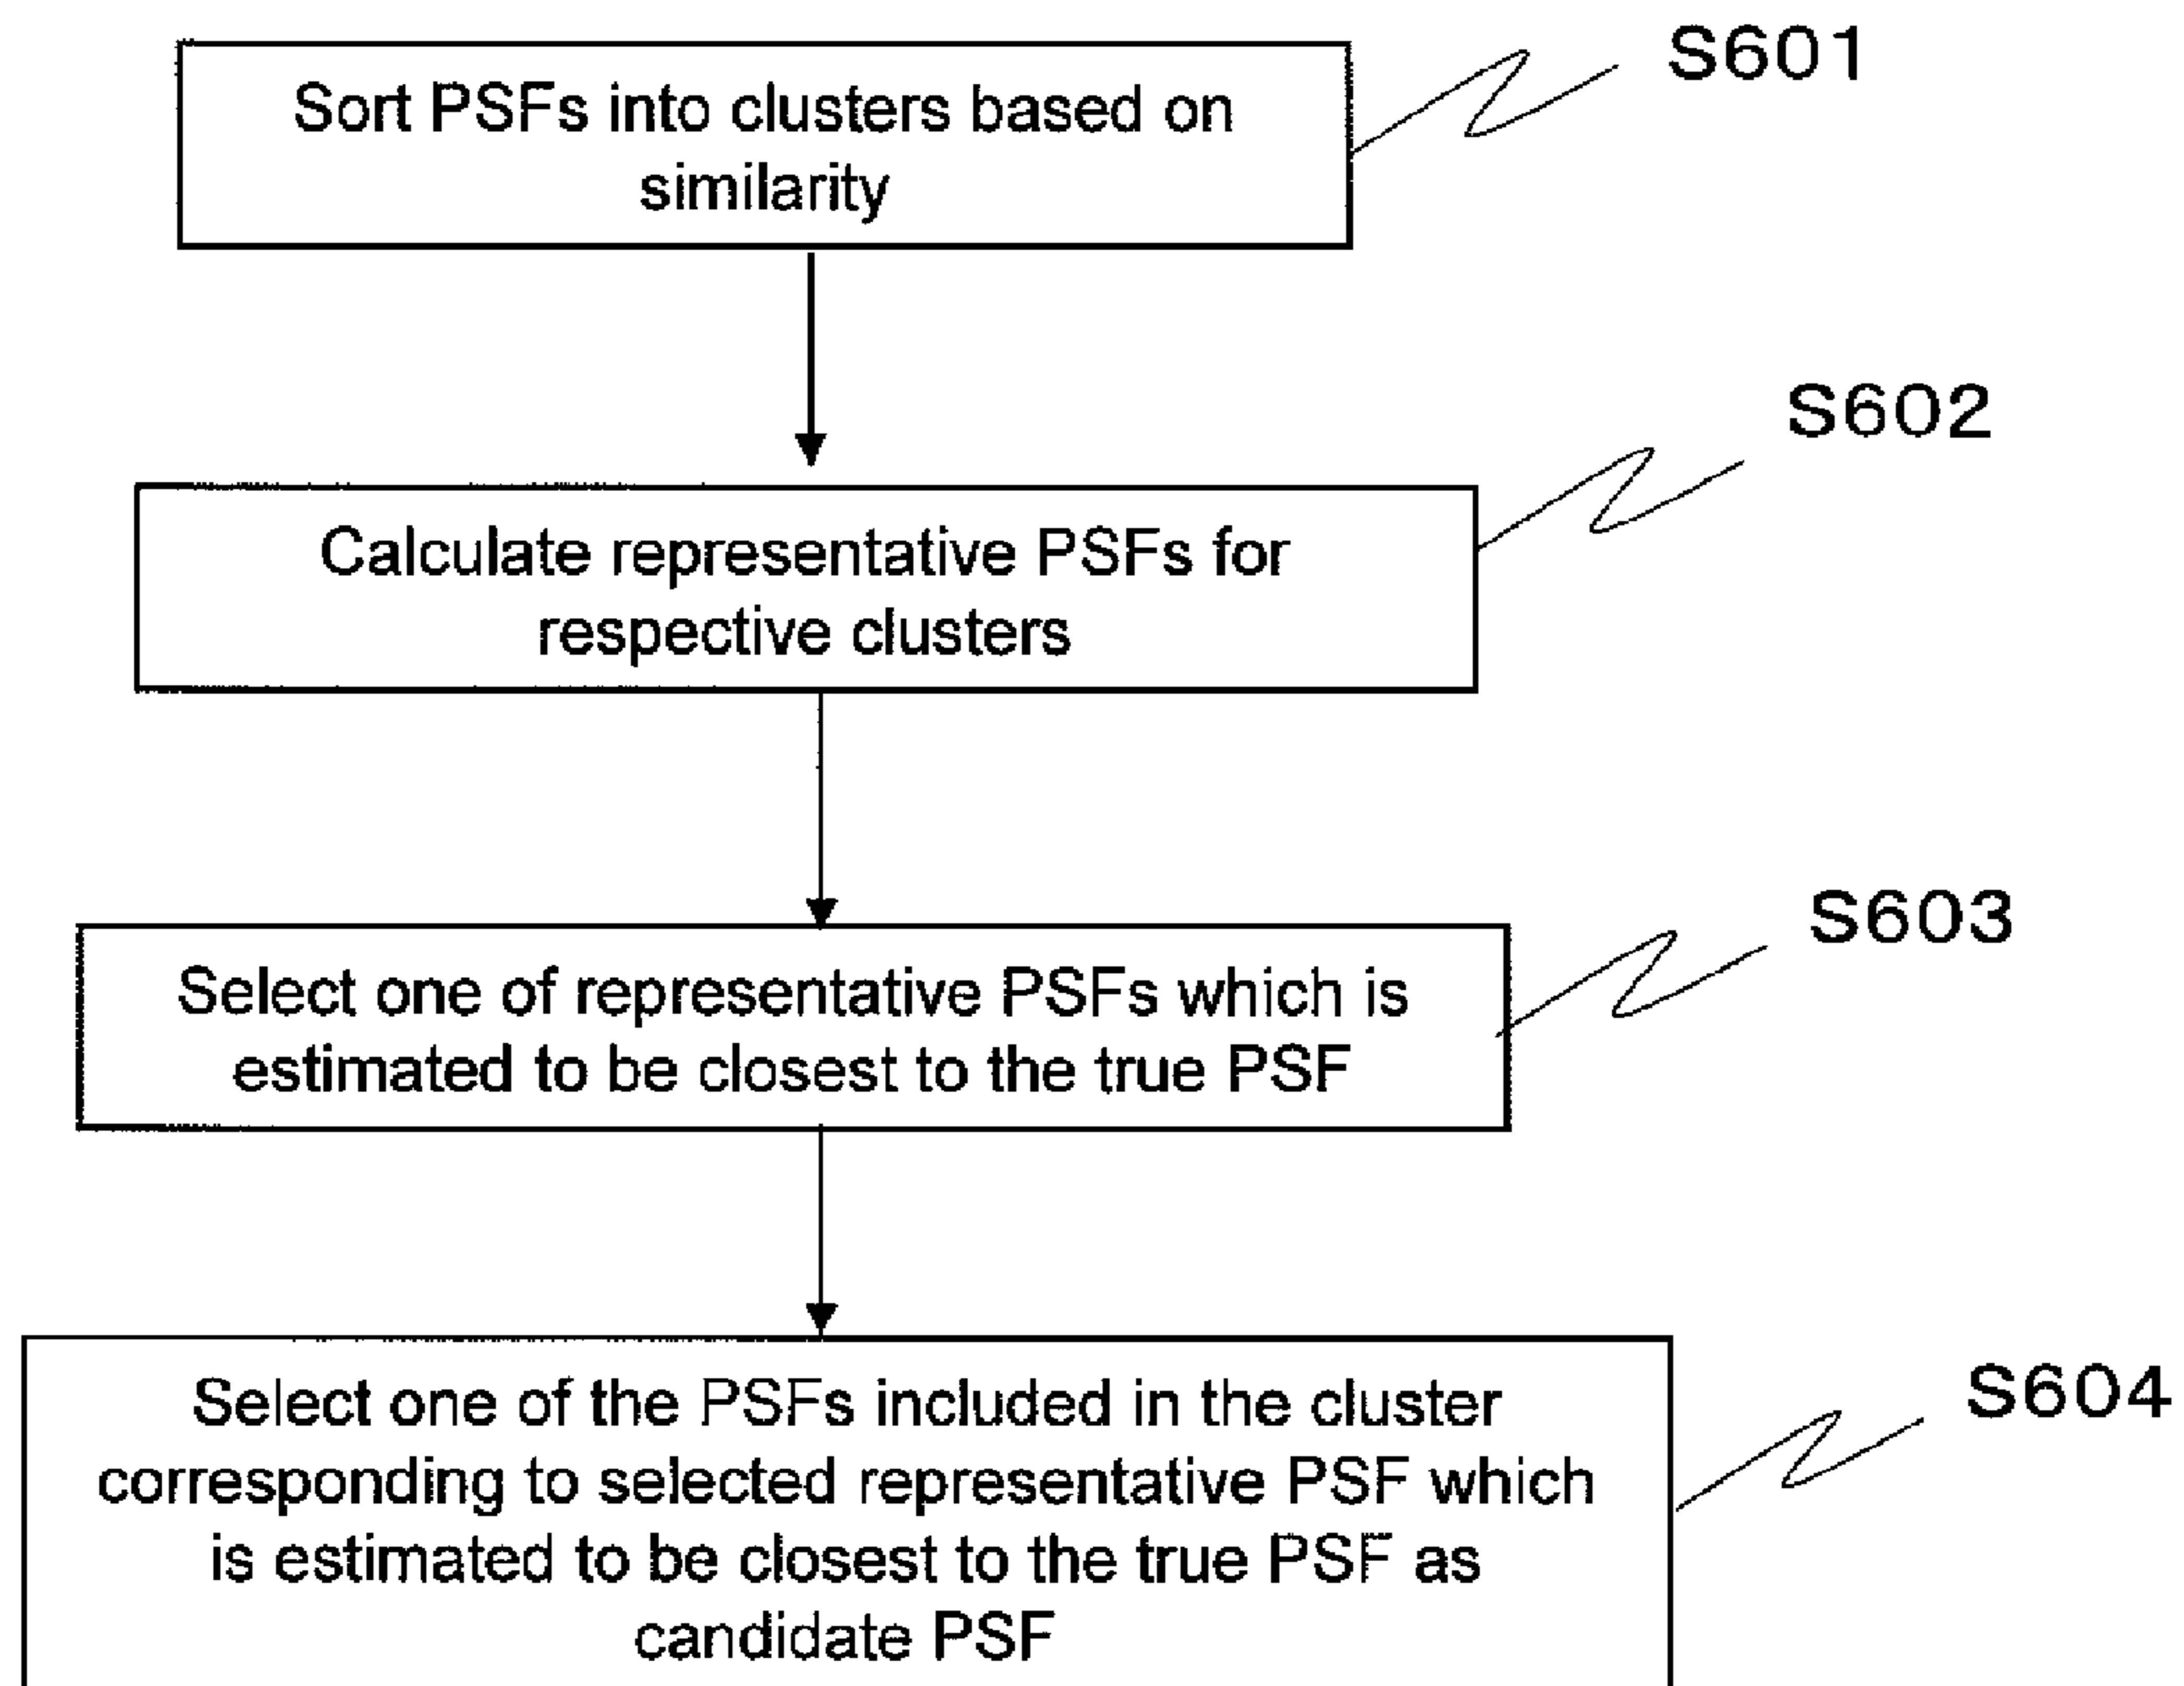 Sort PSFs into clusters based on
similarity
S601
Calculate representative PSFs for
respective clusters
S602
Select one of representative PSFs which is
estimated to be closest to the true PSF
S603
Select one of the PSFs included in the cluster
corresponding to selected representative PSF which
is estimated to be closest to the true PSF as
candidate PSF
S604